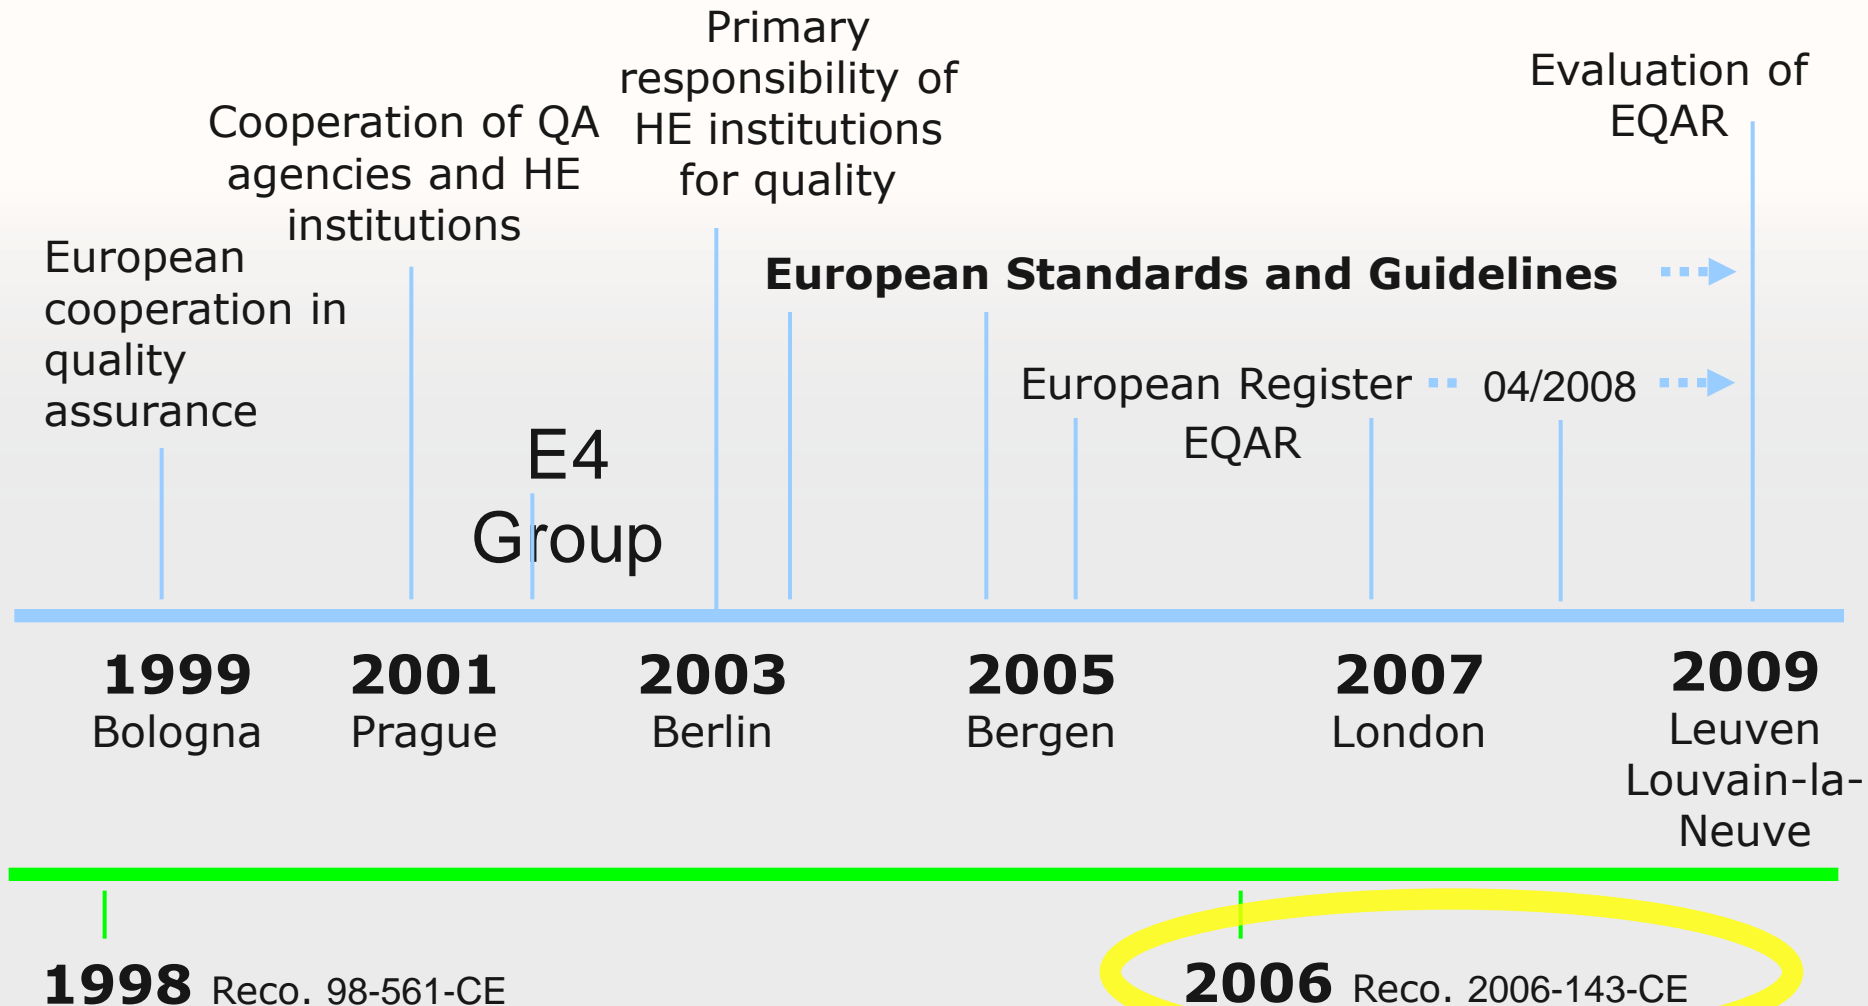 Primary
responsibility of
HE institutions
for quality
Evaluation of
EQAR
Cooperation of QA
agencies and HE
institutions
European
cooperation in
quality
assurance
European Standards and Guidelines
European Register
EQAR
04/2008
E4
Group
1999
Bologna
2001
Prague
2003
Berlin
2005
Bergen
2007
London
2009
Leuven
Louvain-la-
Neuve
1998 Reco. 98-561-CE
2006 Reco. 2006-143-CE